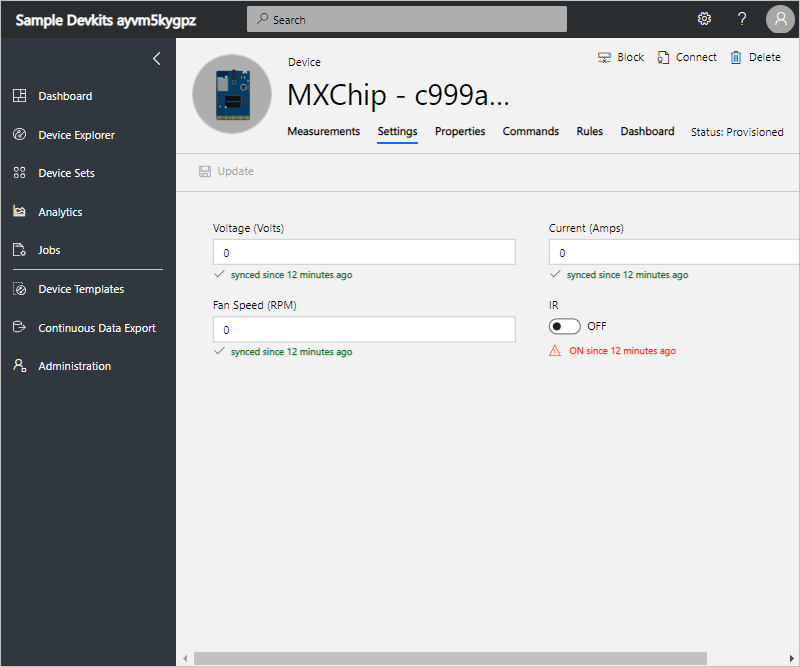 Sample Devkits ayvm5kygpz
Search
?
Dashboard
Device Explorer
Device Sets
Analytics
Jobs
Device Templates
Continuous Data Export
Administration
Device
Block Connect Delete
MXChip - c999a...
Measurements Settings Properties Commands Rules Dashboard Status: Provisioned
Update
Voltage (Volts)
0
synced since 12 minutes ago
Current (Amps)
0
synced since 12 minutes ago
Fan Speed (RPM)
0
synced since 12 minutes ago
IR
OFF
ON since 12 minutes ago